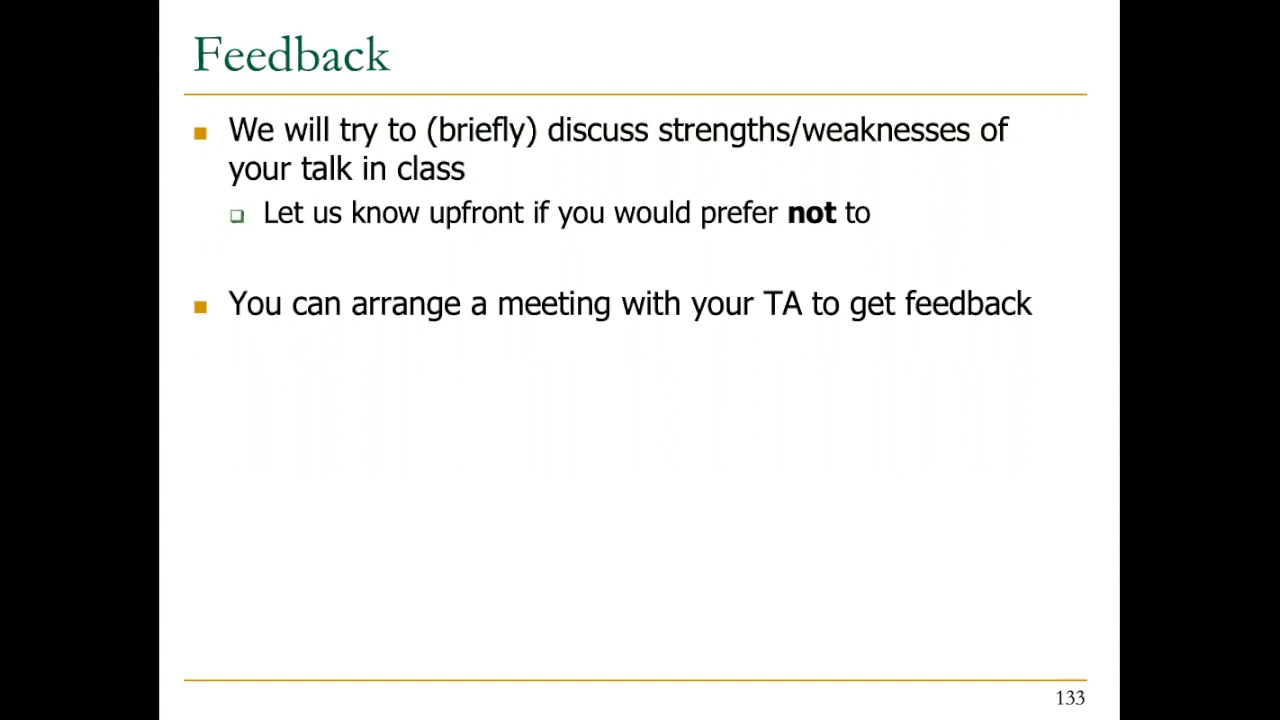 Feedback
We will try to (briefly) discuss strengths/weaknesses of
your talk in class
Let us know upfront if you would prefer not to
You can arrange a meeting with your TA to get feedback
133